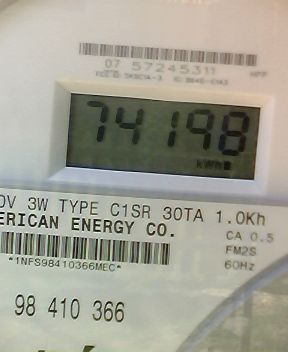 07 57245311
74198
kWh
0V 3W TYPE C1SR 30TA 1.0Kh
ERICAN ENERGY CO.
CA 0.5
FM2S
*1NFS98410366MEC*
60Hz
98 410 366